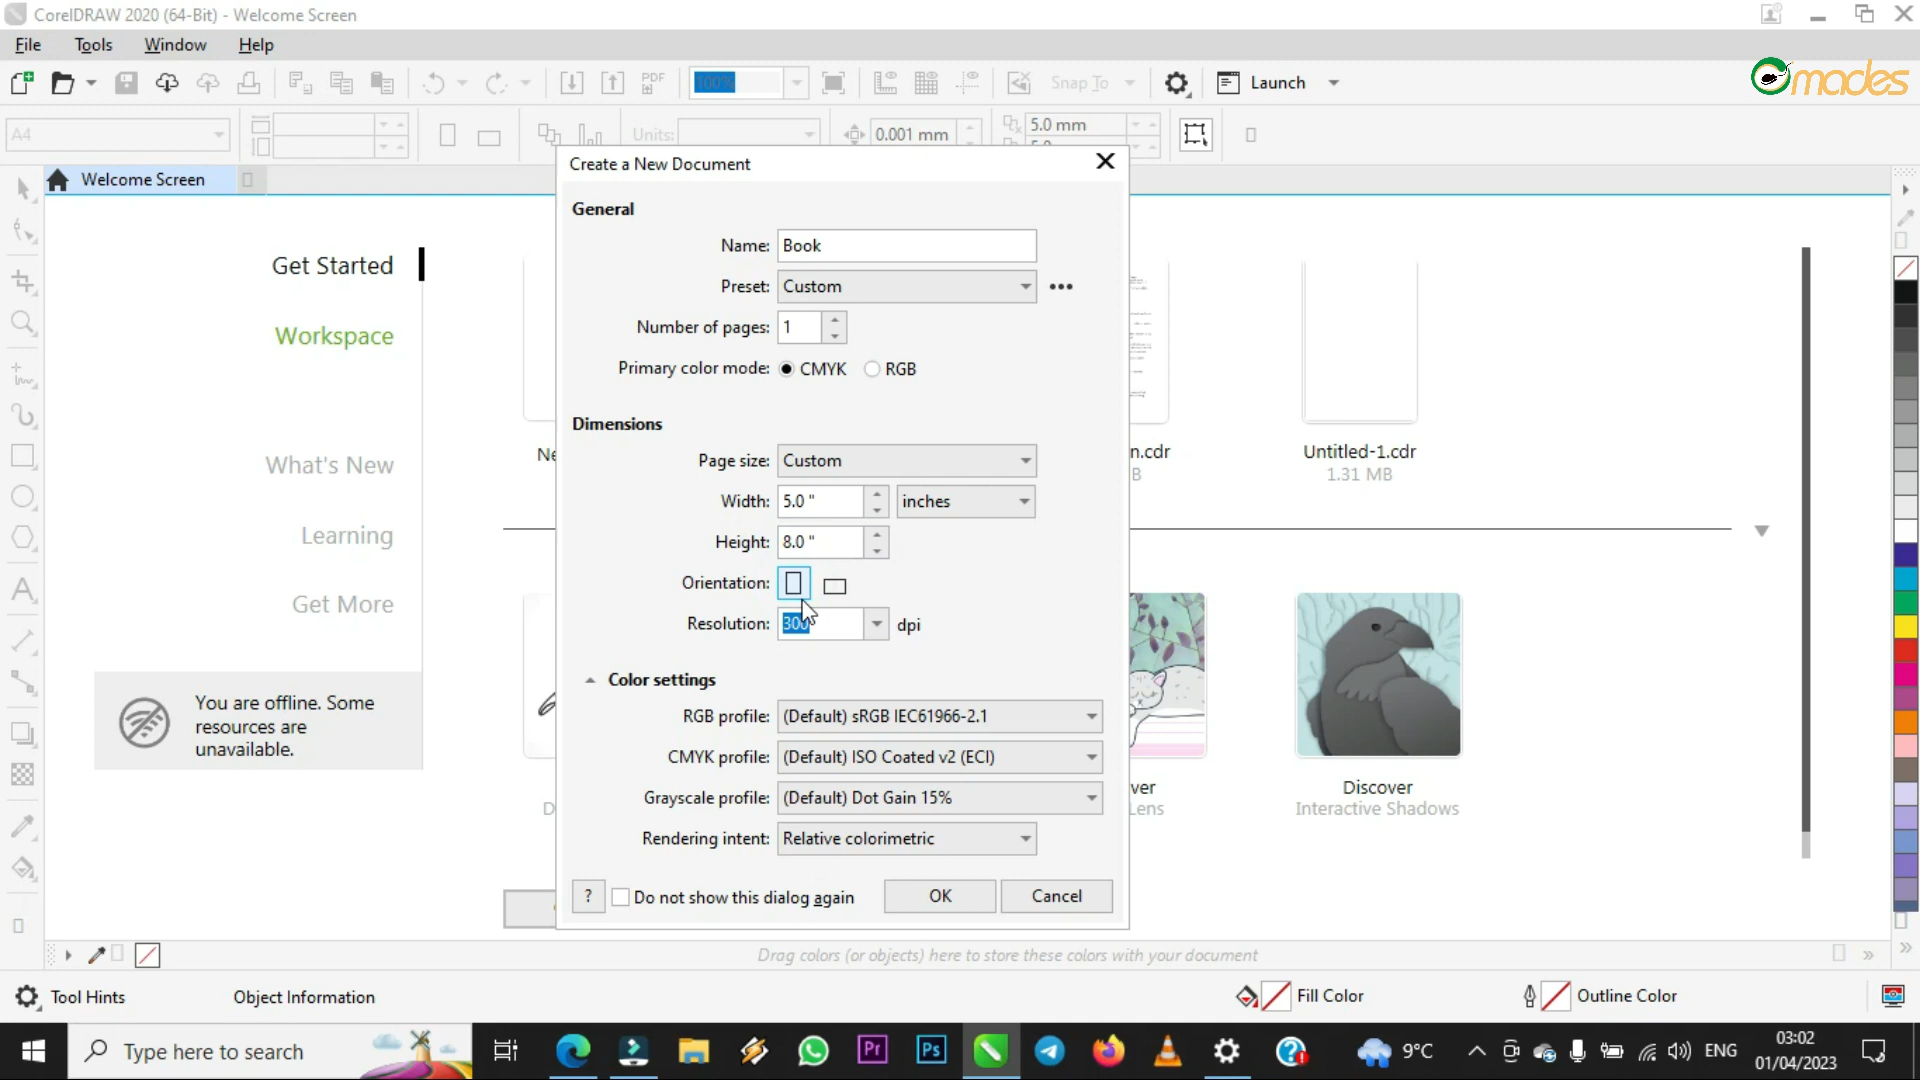 CorelDRAW 2020 (64-Bit) - Welcome Screen
File Tools Window Help
PDF
100%
Snap To
Launch
Omades
A4
Units:
0.001 mm
5.0 mm
Welcome Screen
Create a New Document
General
Name: Book
Preset: Custom
Number of pages: 1
Primary color mode: CMYK RGB
Dimensions
Page size: Custom
Width: 5.0 " inches
Height: 8.0 "
Orientation:
Resolution: 300 dpi
Color settings
RGB profile: (Default) sRGB IEC61966-2.1
CMYK profile: (Default) ISO Coated v2 (ECI)
Grayscale profile: (Default) Dot Gain 15%
Rendering intent: Relative colorimetric
? Do not show this dialog again OK Cancel
Get Started
Workspace
What's New
Learning
Get More
You are offline. Some
resources are
unavailable.
Ne
n.cdr
B
Untitled-1.cdr
1.31 MB
D
ver
Lens
Discover
Interactive Shadows
Drag colors (or objects) here to store these colors with your document
Tool Hints
Object Information
Fill Color
Outline Color
Type here to search
Pr
Ps
9°C
ENG
03:02
01/04/2023